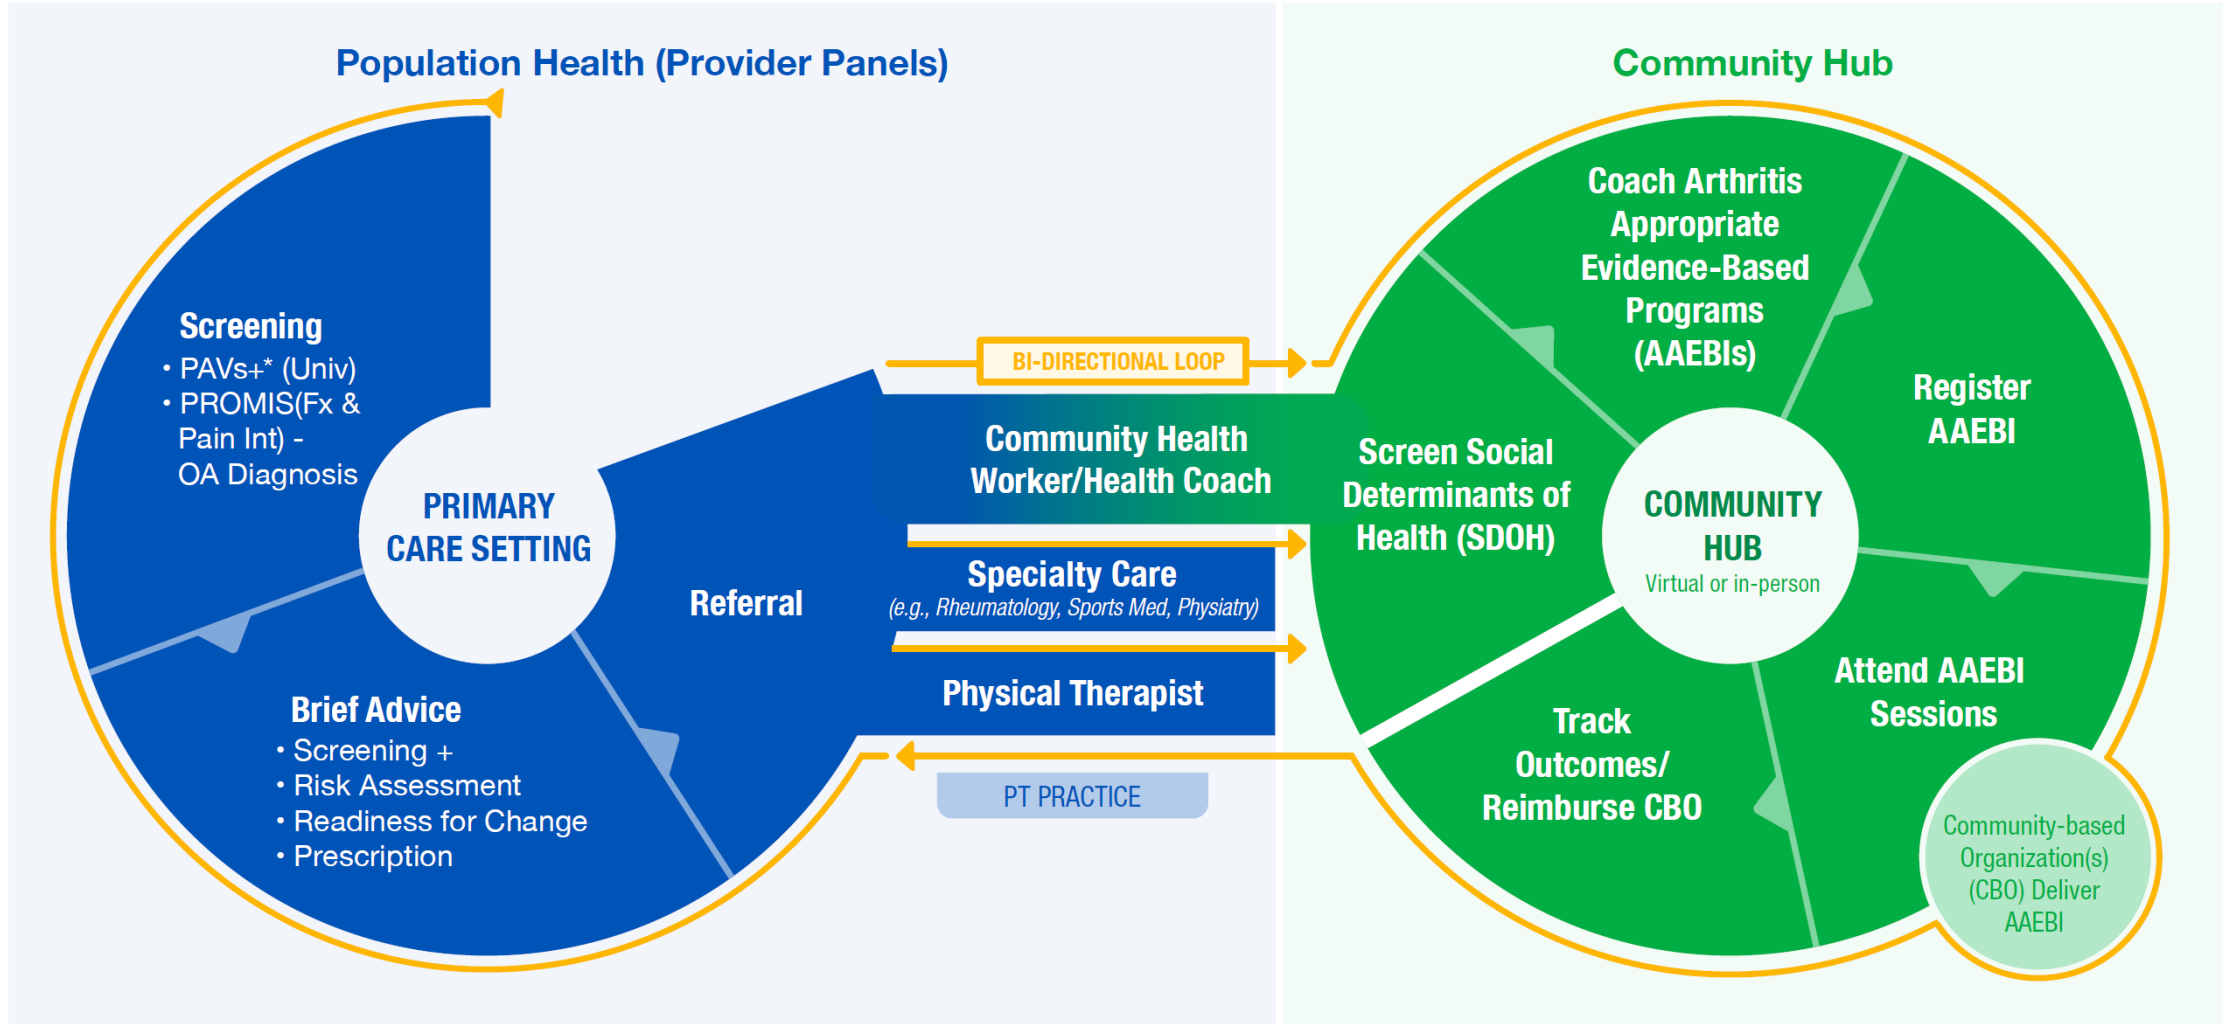 Population Health (Provider Panels)
Screening
• PAVs+* (Univ)
• PROMIS(Fx &
Pain Int) -
OA Diagnosis
PRIMARY
CARE SETTING
Brief Advice
• Screening +
• Risk Assessment
• Readiness for Change
• Prescription
Referral
BI-DIRECTIONAL LOOP
Community Health
Worker/Health Coach
Specialty Care
(e.g., Rheumatology, Sports Med, Physiatry)
Physical Therapist
PT PRACTICE
Community Hub
Screen Social
Determinants of
Health (SDOH)
Coach Arthritis
Appropriate
Evidence-Based
Programs
(AAEBIs)
Register
AAEBI
COMMUNITY
HUB
Virtual or in-person
Attend AAEBI
Sessions
Track
Outcomes/
Reimburse CBO
Community-based
Organization(s)
(CBO) Deliver
AAEBI